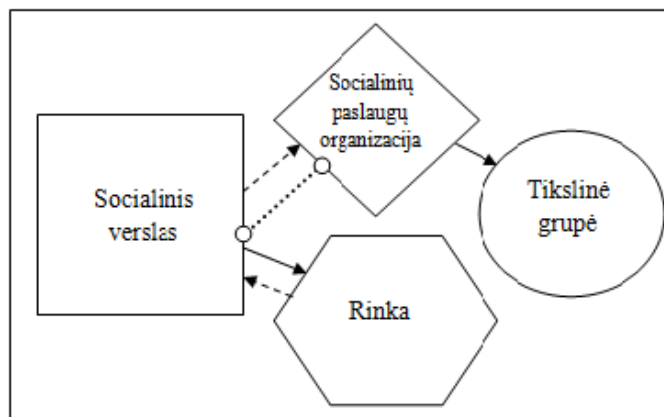 Socialinių
paslaugų
organizacija
Socialinis
verslas
Tikslinė
grupė
Rinka